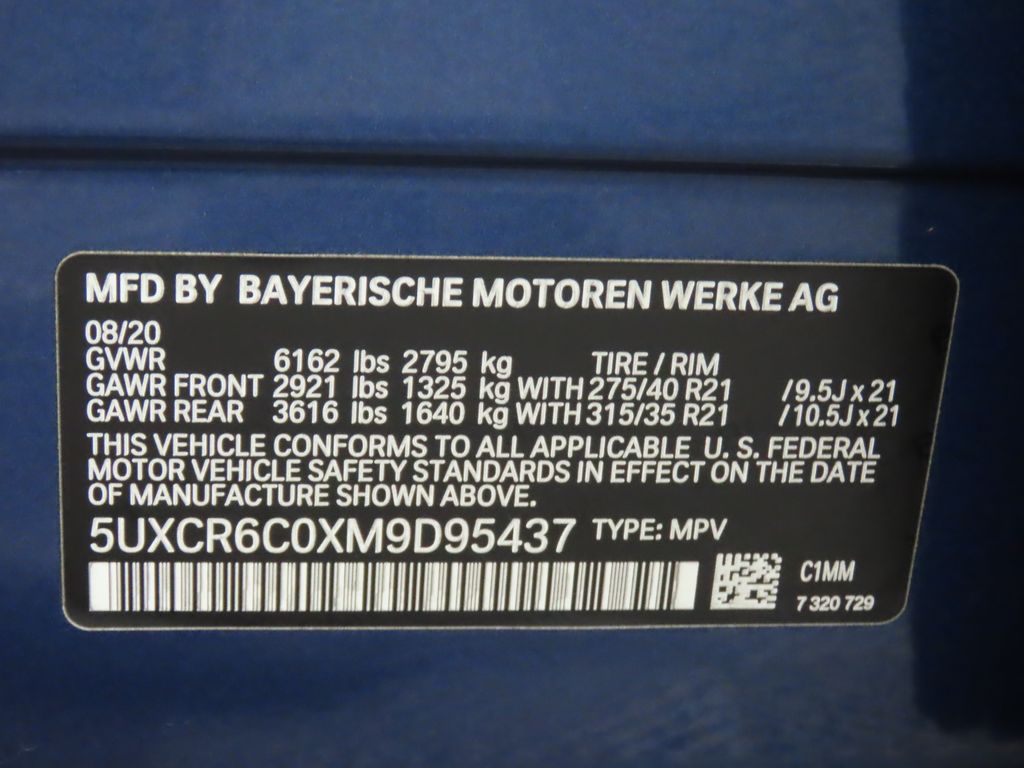 MFD BY BAYERISCHE MOTOREN WERKE AG
08/20
GVWR 6162 lbs 2795 kg TIRE / RIM
GAWR FRONT 2921 lbs 1325 kg WITH 275/40 R21 /9.5J x 21
GAWR REAR 3616 lbs 1640 kg WITH 315/35 R21 /10.5J x 21
THIS VEHICLE CONFORMS TO ALL APPLICABLE U. S. FEDERAL
MOTOR VEHICLE SAFETY STANDARDS IN EFFECT ON THE DATE
OF MANUFACTURE SHOWN ABOVE.
5UXCR6C0XM9D95437 TYPE: MPV
C1MM
7 320 729